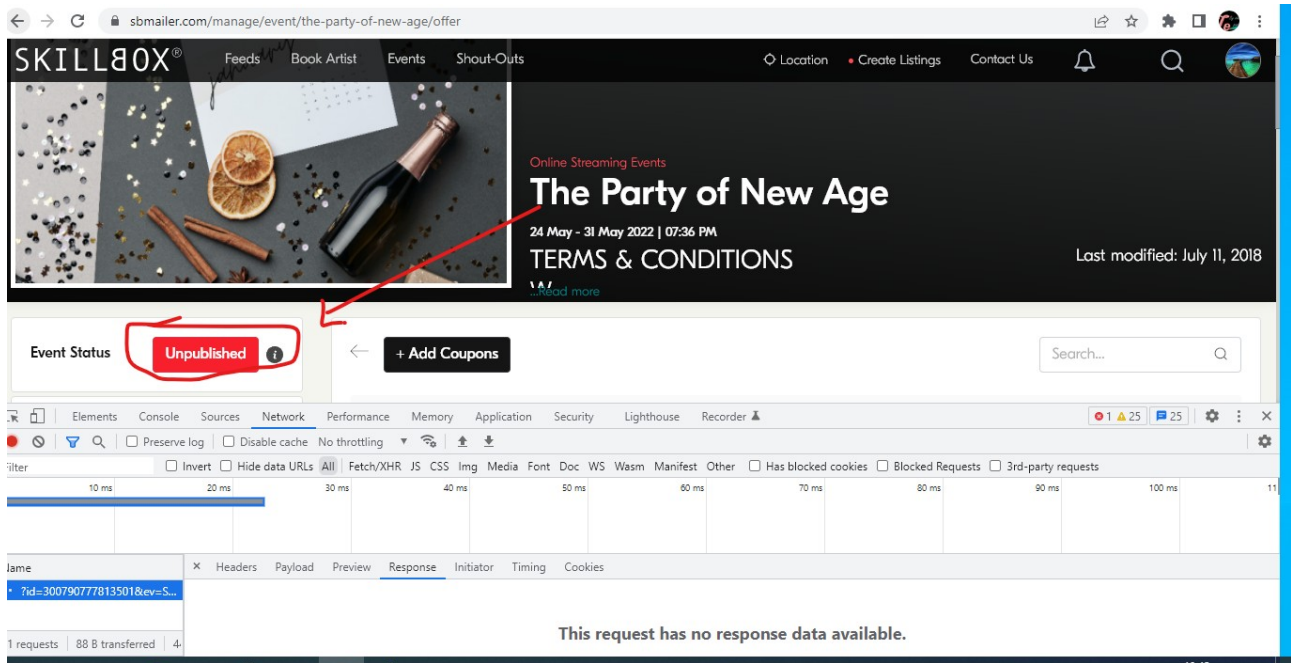 sbmailer.com/manage/event/the-party-of-new-age/offer
SKILLBOX® Feeds Book Artist Events Shout-Outs Location Create Listings Contact Us
Online Streaming Events
The Party of New Age
24 May - 31 May 2022 | 07:36 PM
TERMS & CONDITIONS
Last modified: July 11, 2018
...Read more
Event Status Unpublished i + Add Coupons Search...
Elements Console Sources Network Performance Memory Application Security Lighthouse Recorder 1 25 25
Preserve log Disable cache No throttling
Invert Hide data URLs All Fetch/XHR JS CSS Img Media Font Doc WS Wasm Manifest Other Has blocked cookies Blocked Requests 3rd-party requests
10 ms 20 ms 30 ms 40 ms 50 ms 60 ms 70 ms 80 ms 90 ms 100 ms 11
× Headers Payload Preview Response Initiator Timing Cookies
?id=300790777813501&ev=S...
This request has no response data available.
1 requests 88 B transferred 4